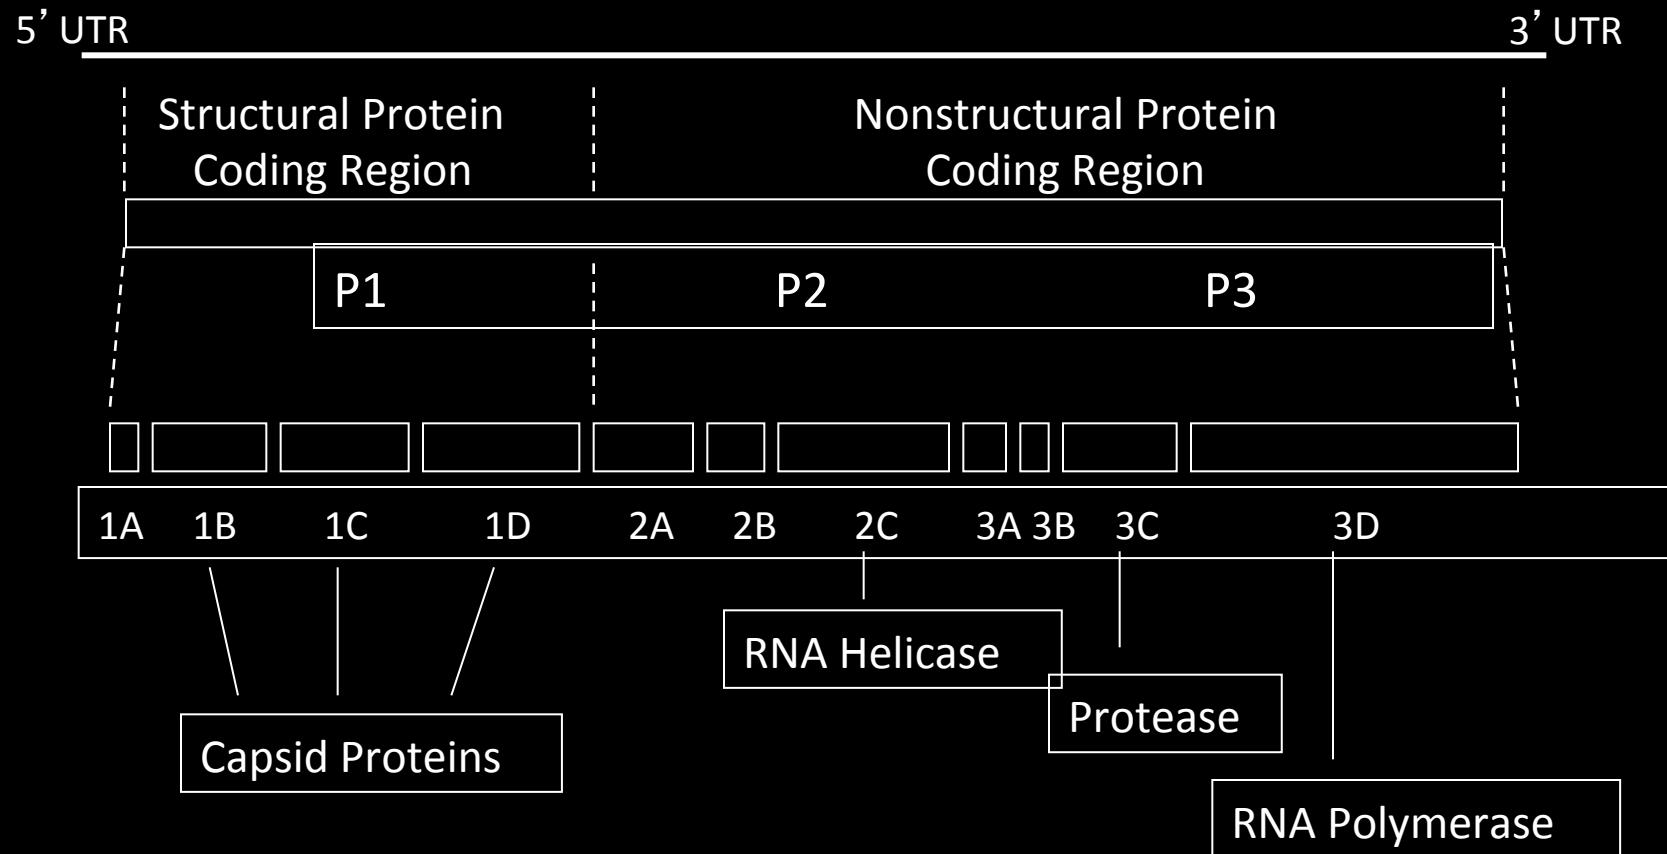 5’ UTR 3’ UTR
Structural Protein
Coding Region
Nonstructural Protein
Coding Region
P1 P2 P3
1A 1B 1C 1D 2A 2B 2C 3A 3B 3C 3D
RNA Helicase
Protease
Capsid Proteins
RNA Polymerase